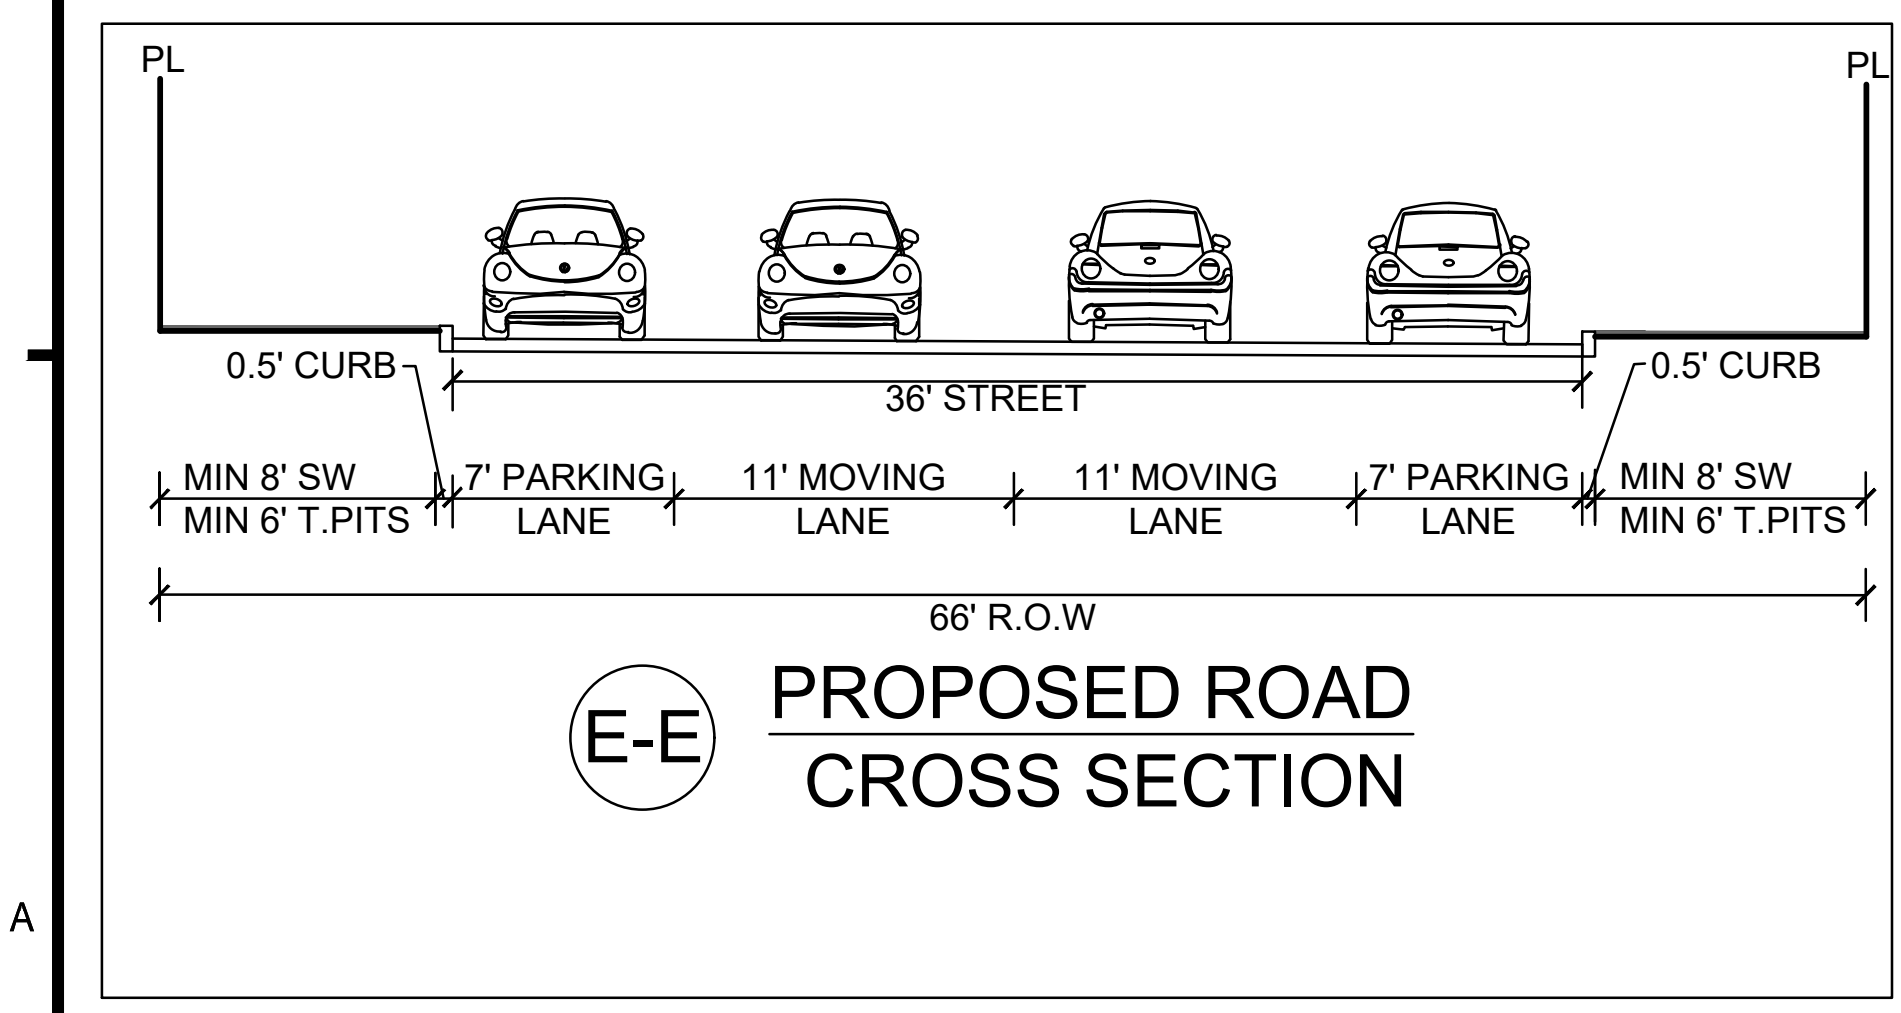 PL
PL
0.5' CURB
0.5' CURB
36' STREET
MIN 8' SW
7' PARKING
11' MOVING
11' MOVING
7' PARKING
MIN 8' SW
MIN 6' T.PITS
LANE
LANE
LANE
LANE
MIN 6' T.PITS
66' R.O.W
E-E
PROPOSED ROAD
CROSS SECTION
A